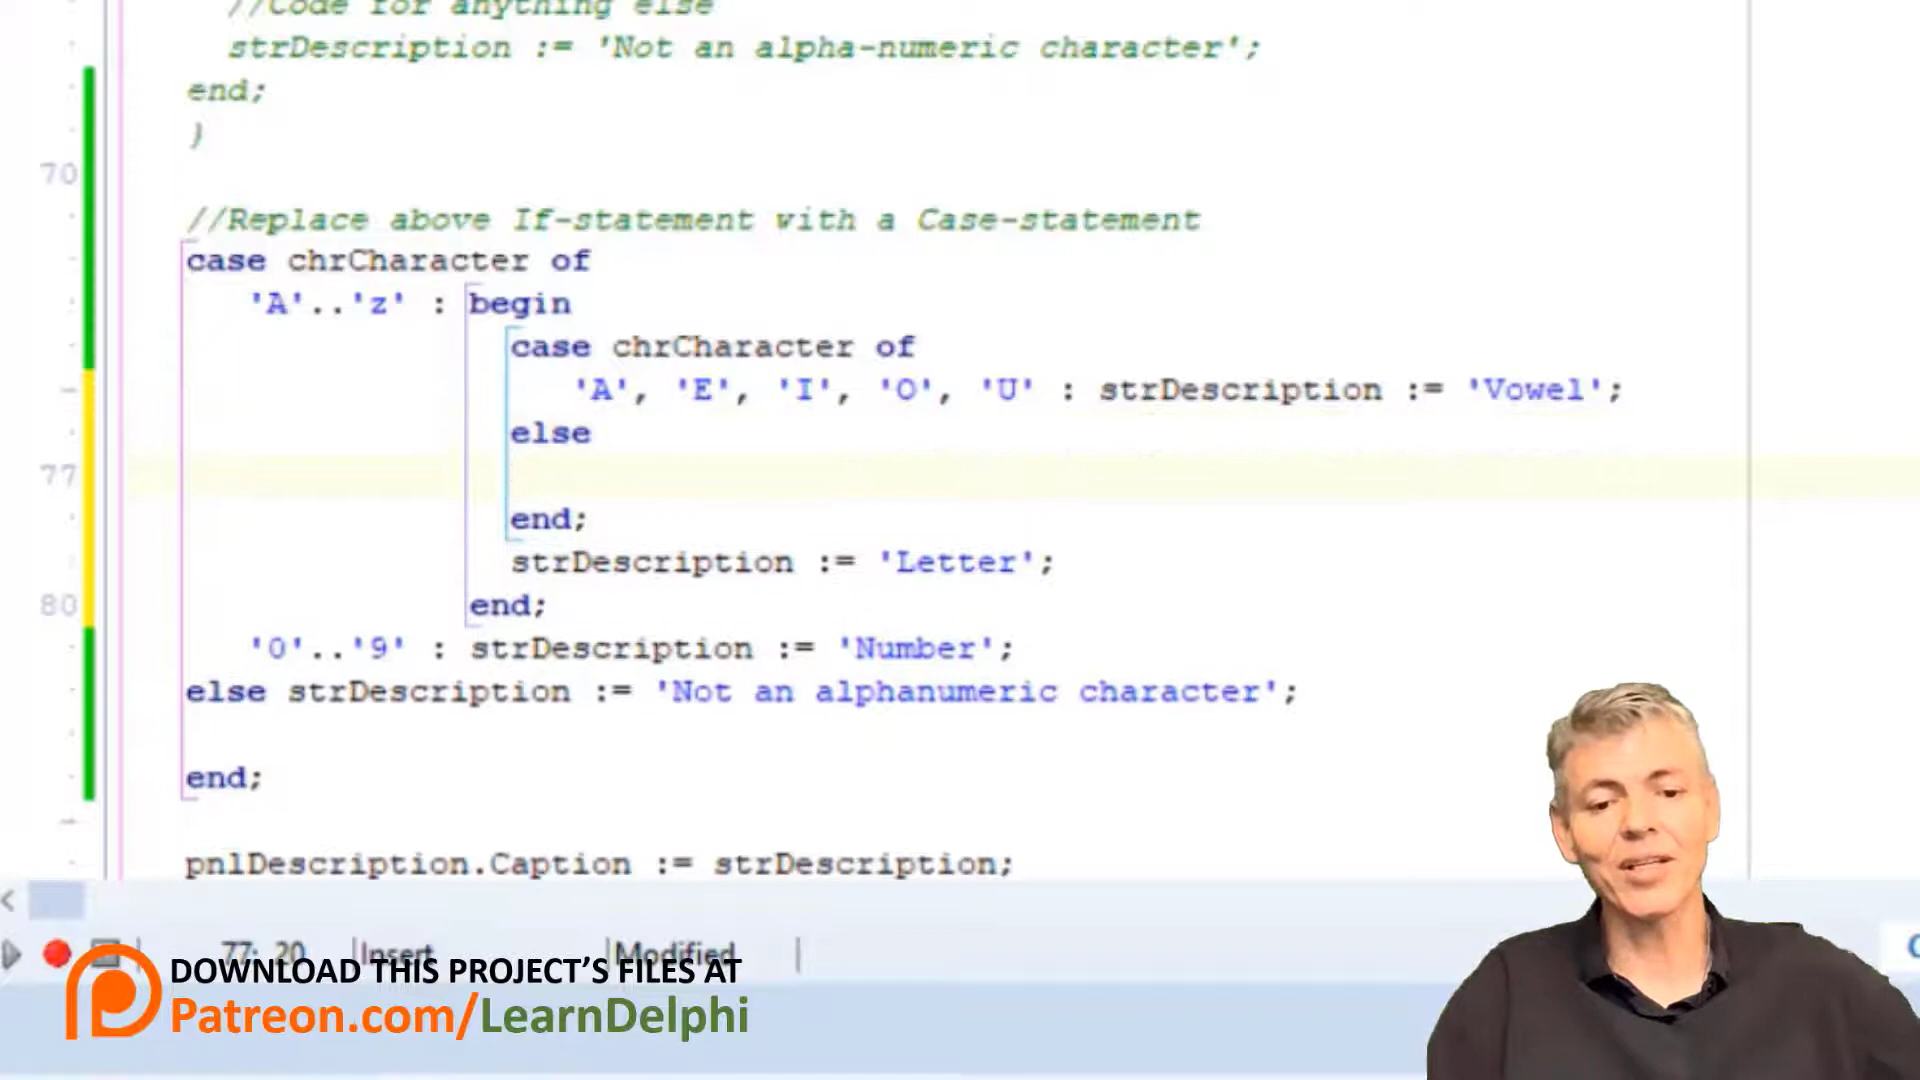 //Code for anything else
strDescription := 'Not an alpha-numeric character';
end;
}
70
//Replace above If-statement with a Case-statement
case chrCharacter of
'A'..'z' : begin
case chrCharacter of
'A', 'E', 'I', 'O', 'U' : strDescription := 'Vowel';
else
77
end;
strDescription := 'Letter';
80 end;
'0'..'9' : strDescription := 'Number';
else strDescription := 'Not an alphanumeric character';
end;
pnlDescription.Caption := strDescription;
77: 20 Insert Modified
DOWNLOAD THIS PROJECT'S FILES AT
Patreon.com/LearnDelphi